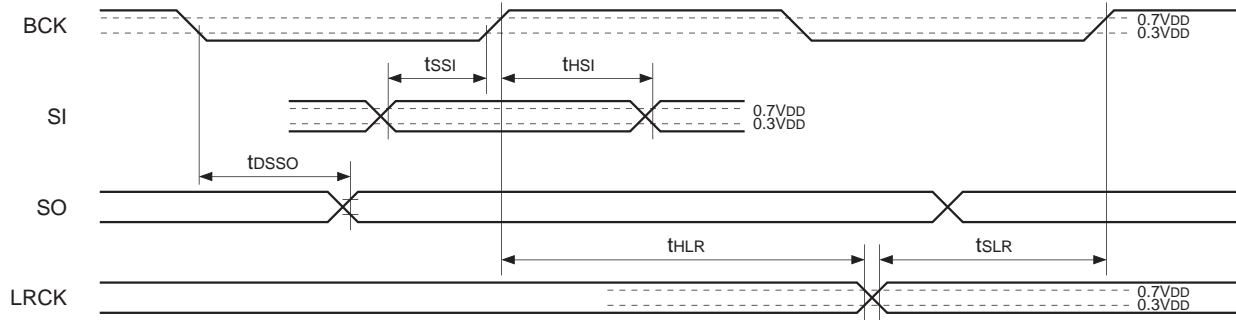 BCK
0.7VDD
0.3VDD
tSSI
tHSI
SI
0.7VDD
0.3VDD
tDSSO
SO
tHLR
tSLR
LRCK
0.7VDD
0.3VDD